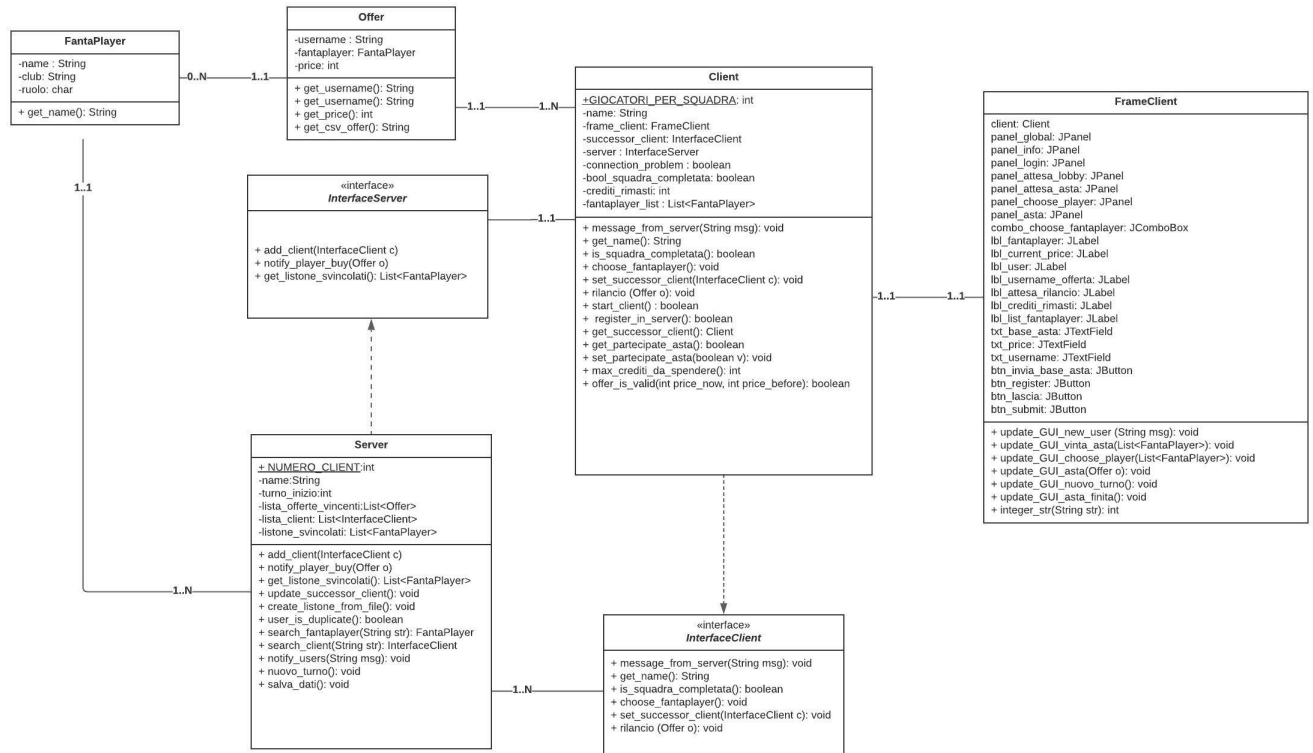 FantaPlayer
-name : String
-club: String
-ruolo: char
+ get_name(): String
0..N
1..1
Offer
-username : String
-fantaplayer: FantaPlayer
-price: int
+ get_username(): String
+ get_username(): String
+ get_price(): int
+ get_csv_offer(): String
1..1
1..N
1..1
«interface»
InterfaceServer
+ add_client(InterfaceClient c)
+ notify_player_buy(Offer o)
+ get_listone_svincolati(): List<FantaPlayer>
1..1
Client
+GIOCATORI_PER_SQUADRA: int
-name: String
-frame_client: FrameClient
-successor_client: InterfaceClient
-server : InterfaceServer
-connection_problem : boolean
-bool_squadra_completata: boolean
-crediti_rimasti: int
-fantaplayer_list : List<FantaPlayer>
+ message_from_server(String msg): void
+ get_name(): String
+ is_squadra_completata(): boolean
+ choose_fantaplayer(): void
+ set_successor_client(InterfaceClient c): void
+ rilancio (Offer o): void
+ start_client() : boolean
+ register_in_server(): boolean
+ get_successor_client(): Client
+ get_partecipate_asta(): boolean
+ set_partecipate_asta(boolean v): void
+ max_crediti_da_spendere(): int
+ offer_is_valid(int price_now, int price_before): boolean
1..1
1..1
FrameClient
client: Client
panel_global: JPanel
panel_info: JPanel
panel_login: JPanel
panel_attesa_lobby: JPanel
panel_attesa_asta: JPanel
panel_choose_player: JPanel
panel_asta: JPanel
combo_choose_fantaplayer: JComboBox
lbl_fantaplayer: JLabel
lbl_current_price: JLabel
lbl_user: JLabel
lbl_username_offerta: JLabel
lbl_attesa_rilancio: JLabel
lbl_crediti_rimasti: JLabel
lbl_list_fantaplayer: JLabel
txt_base_asta: JTextField
txt_price: JTextField
txt_username: JTextField
btn_invia_base_asta: JButton
btn_register: JButton
btn_lascia: JButton
btn_submit: JButton
+ update_GUI_new_user (String msg): void
+ update_GUI_vinta_asta(List<FantaPlayer>): void
+ update_GUI_choose_player(List<FantaPlayer>): void
+ update_GUI_asta(Offer o): void
+ update_GUI_nuovo_turno(): void
+ update_GUI_asta_finita(): void
+ integer_str(String str): int
Server
+ NUMERO_CLIENT:int
-name:String
-turno_inizio:int
-lista_offerte_vincenti:List<Offer>
-lista_client: List<InterfaceClient>
-listone_svincolati: List<FantaPlayer>
+ add_client(InterfaceClient c)
+ notify_player_buy(Offer o)
+ get_listone_svincolati(): List<FantaPlayer>
+ update_successor_client(): void
+ create_listone_from_file(): void
+ user_is_duplicate(): boolean
+ search_fantaplayer(String str): FantaPlayer
+ search_client(String str): InterfaceClient
+ notify_users(String msg): void
+ nuovo_turno(): void
+ salva_dati(): void
1..N
1..N
«interface»
InterfaceClient
+ message_from_server(String msg): void
+ get_name(): String
+ is_squadra_completata(): boolean
+ choose_fantaplayer(): void
+ set_successor_client(InterfaceClient c): void
+ rilancio (Offer o): void